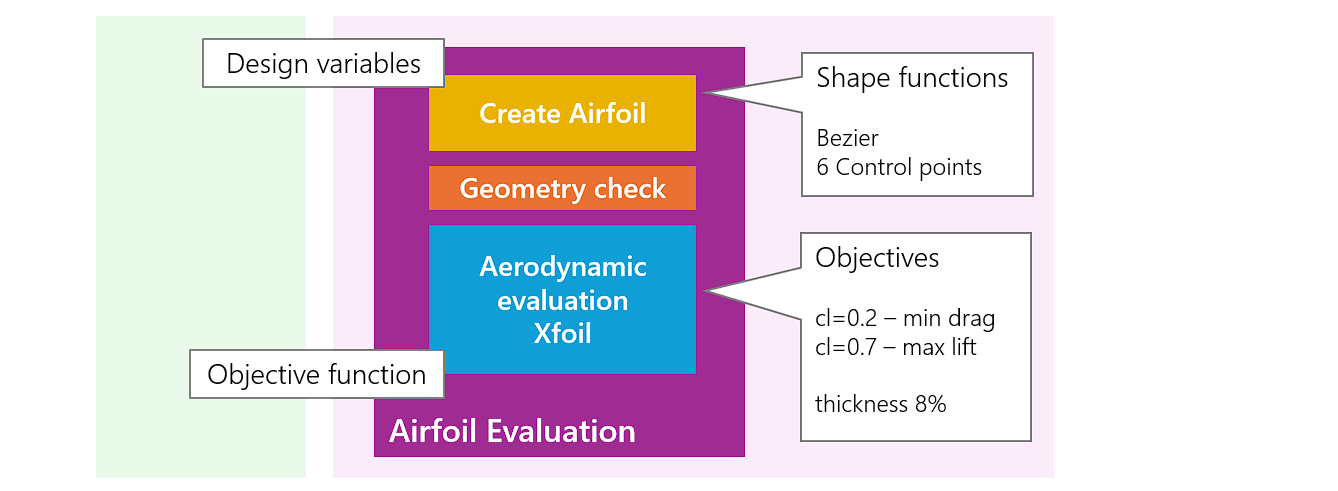 Design variables
Create Airfoil
Geometry check
Aerodynamic
evaluation
Xfoil
Objective function
Airfoil Evaluation
Shape functions
Bezier
6 Control points
Objectives
cl=0.2 – min drag
cl=0.7 – max lift
thickness 8%